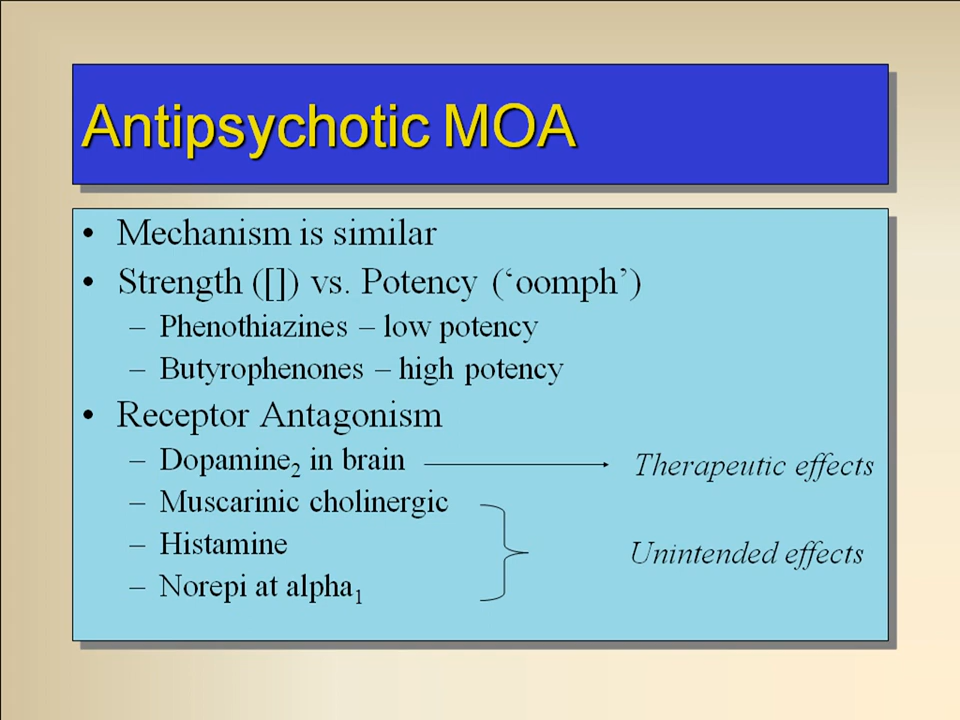 Antipsychotic MOA
• Mechanism is similar
• Strength ([]) vs. Potency (‘oomph’)
– Phenothiazines – low potency
– Butyrophenones – high potency
• Receptor Antagonism
– Dopamine₂ in brain Therapeutic effects
– Muscarinic cholinergic
– Histamine Unintended effects
– Norepi at alpha₁